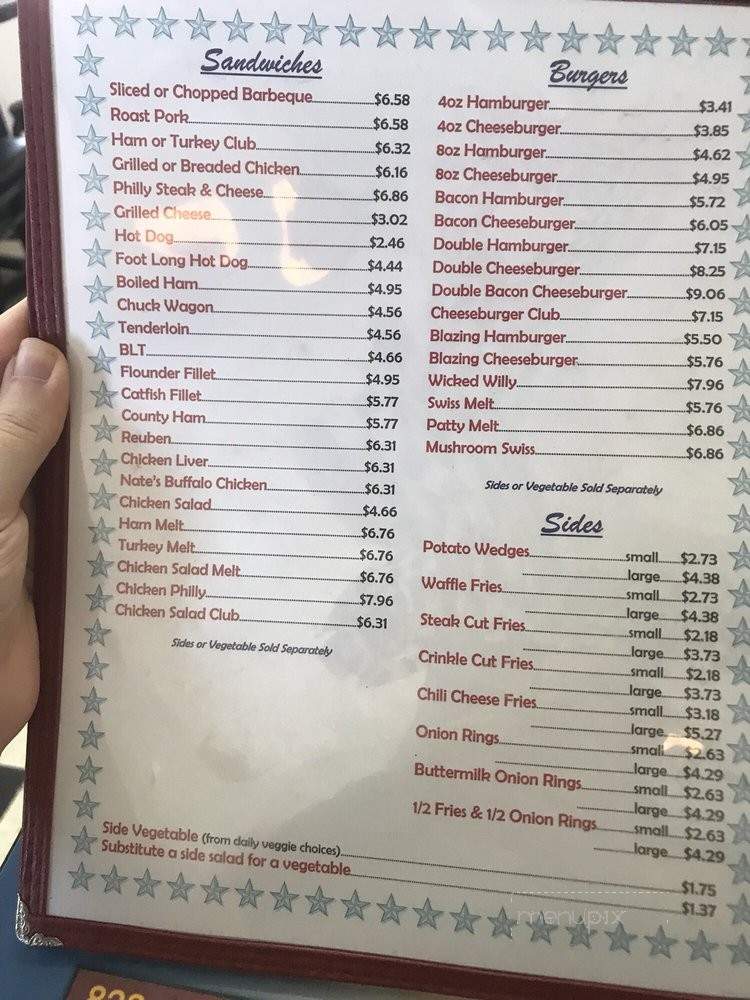 Sandwiches
Sliced or Chopped Barbeque $6.58
Roast Pork $6.58
Ham or Turkey Club $6.32
Grilled or Breaded Chicken $6.16
Philly Steak & Cheese $6.86
Grilled Cheese $3.02
Hot Dog $2.46
Foot Long Hot Dog $4.44
Boiled Ham $4.95
Chuck Wagon $4.56
Tenderloin $4.56
BLT $4.66
Flounder Fillet $4.95
Catfish Fillet $5.77
County Ham $5.77
Reuben $6.31
Chicken Liver $6.31
Nate's Buffalo Chicken $6.31
Chicken Salad $4.66
Ham Melt $6.76
Turkey Melt $6.76
Chicken Salad Melt $6.76
Chicken Philly $7.96
Chicken Salad Club $6.31
Sides or Vegetable Sold Separately
Burgers
4oz Hamburger $3.41
4oz Cheeseburger $3.85
8oz Hamburger $4.62
8oz Cheeseburger $4.95
Bacon Hamburger $5.72
Bacon Cheeseburger $6.05
Double Hamburger $7.15
Double Cheeseburger $8.25
Double Bacon Cheeseburger $9.06
Cheeseburger Club $7.15
Blazing Hamburger $5.50
Blazing Cheeseburger $5.76
Wicked Willy $7.96
Swiss Melt $5.76
Patty Melt $6.86
Mushroom Swiss $6.86
Sides or Vegetable Sold Separately
Sides
Potato Wedges small $2.73
large $4.38
Waffle Fries small $2.73
large $4.38
Steak Cut Fries small $2.18
large $3.73
Crinkle Cut Fries small $2.18
large $3.73
Chili Cheese Fries small $3.18
large $5.27
Onion Rings small $2.63
large $4.29
Buttermilk Onion Rings small $2.63
large $4.29
1/2 Fries & 1/2 Onion Rings small $2.63
large $4.29
Side Vegetable (from daily veggie choices) $1.75
Substitute a side salad for a vegetable $1.37
menupix